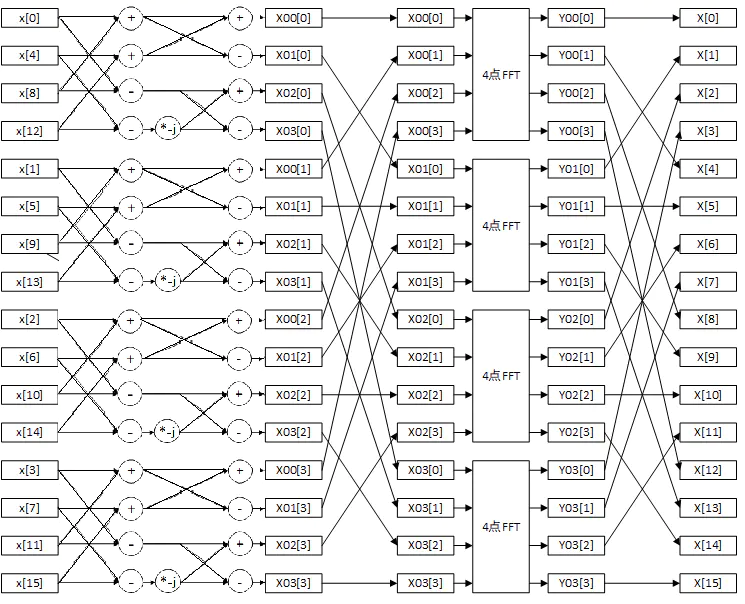 x[0] + + X00[0] X00[0] Y00[0] X[0]
x[4] + - X01[0] X00[1] Y00[1] X[1]
4点FFT
x[8] - + X02[0] X00[2] Y00[2] X[2]
x[12] - *-j - X03[0] X00[3] Y00[3] X[3]
x[1] + + X00[1] X01[0] Y01[0] X[4]
x[5] + - X01[1] X01[1] Y01[1] X[5]
4点FFT
x[9] - + X02[1] X01[2] Y01[2] X[6]
x[13] - *-j - X03[1] X01[3] Y01[3] X[7]
x[2] + + X00[2] X02[0] Y02[0] X[8]
x[6] + - X01[2] X02[1] Y02[1] X[9]
4点FFT
x[10] - + X02[2] X02[2] Y02[2] X[10]
x[14] - *-j - X03[2] X02[3] Y02[3] X[11]
x[3] + + X00[3] X03[0] Y03[0] X[12]
x[7] + - X01[3] X03[1] Y03[1] X[13]
4点FFT
x[11] - + X02[3] X03[2] Y03[2] X[14]
x[15] - *-j - X03[3] X03[3] Y03[3] X[15]